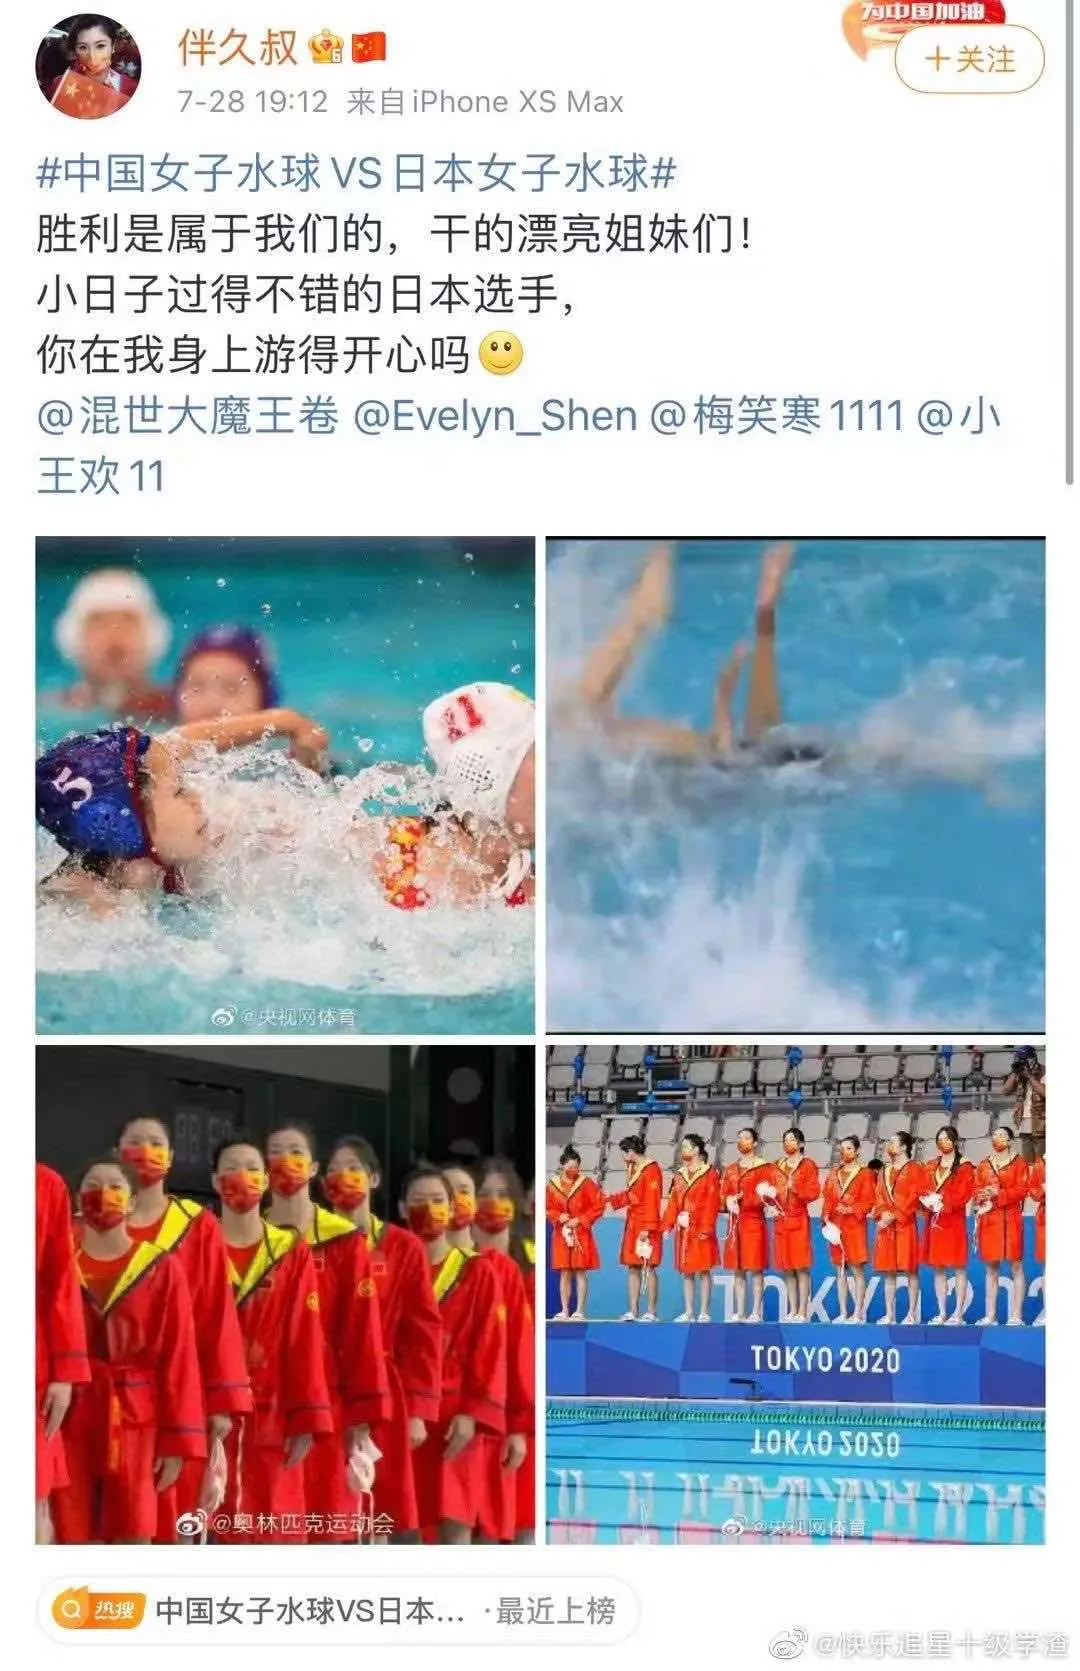 为中国加油
伴久叔
+关注
7-28 19:12 来自 iPhone XS Max
#中国女子水球VS日本女子水球#
胜利是属于我们的，干的漂亮姐妹们！
小日子过得不错的日本选手，
你在我身上游得开心吗
@混世大魔王卷 @Evelyn_Shen @梅笑寒1111 @小
王欢11
5
1
@央视网体育
@奥林匹克运动会
TOKYO 202
TOKYO 2020
TOKYO 2020
@央视网体育
热搜 中国女子水球VS日本... ·最近上榜
@快乐追星十级学渣